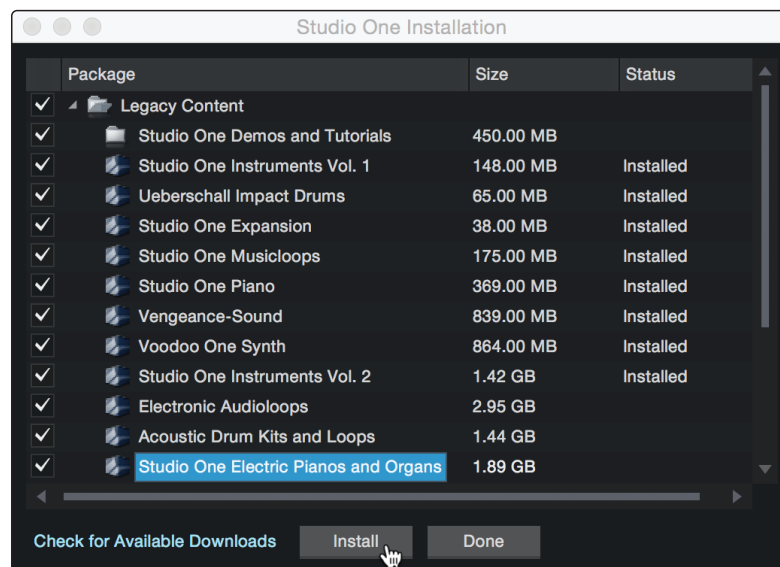 Studio One Installation
Package Size Status
Legacy Content
Studio One Demos and Tutorials 450.00 MB
Studio One Instruments Vol. 1 148.00 MB Installed
Ueberschall Impact Drums 65.00 MB Installed
Studio One Expansion 38.00 MB Installed
Studio One Musicloops 175.00 MB Installed
Studio One Piano 369.00 MB Installed
Vengeance-Sound 839.00 MB Installed
Voodoo One Synth 864.00 MB Installed
Studio One Instruments Vol. 2 1.42 GB Installed
Electronic Audioloops 2.95 GB
Acoustic Drum Kits and Loops 1.44 GB
Studio One Electric Pianos and Organs 1.89 GB
Check for Available Downloads Install Done